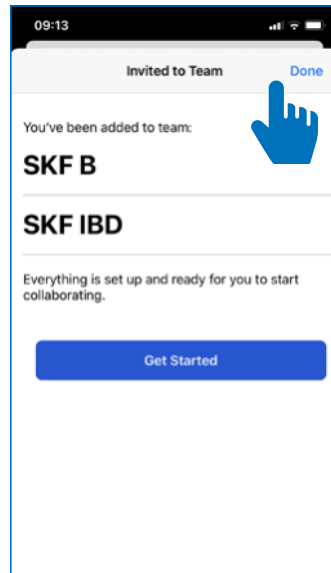 09:13
Invited to Team
Done
You've been added to team:
SKF B
SKF IBD
Everything is set up and ready for you to start
collaborating.
Get Started